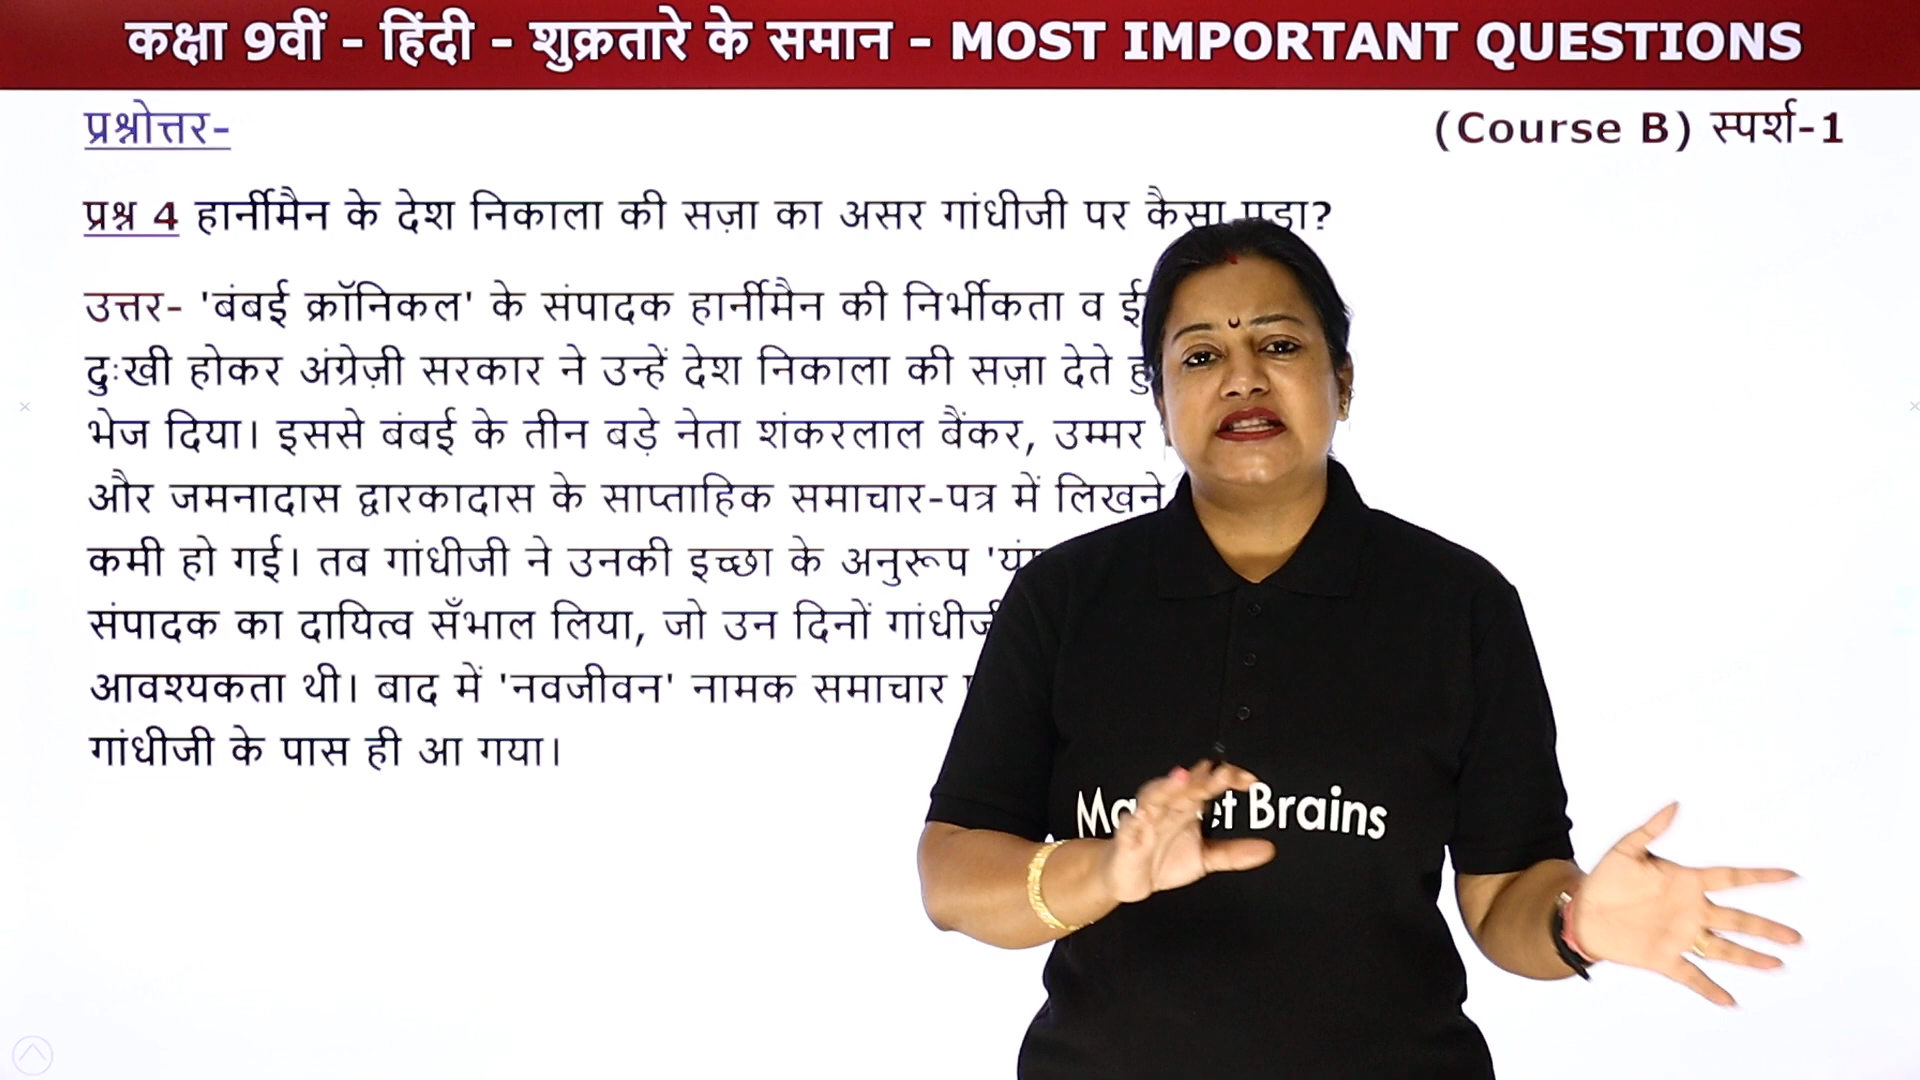 कक्षा 9वीं - हिंदी - शुक्रतारे के समान - MOST IMPORTANT QUESTIONS
प्रश्नोत्तर-
(Course B) स्पर्श-1
प्रश्न 4 हार्नीमैन के देश निकाला की सज़ा का असर गांधीजी पर कैसा पड़ा?
उत्तर- 'बंबई क्रॉनिकल' के संपादक हार्नीमैन की निर्भीकता व
दुःखी होकर अंग्रेज़ी सरकार ने उन्हें देश निकाला की सज़ा देते
भेज दिया। इससे बंबई के तीन बड़े नेता शंकरलाल बैंकर, उम्मर
और जमनादास द्वारकादास के साप्ताहिक समाचार-पत्र में लिखने
कमी हो गई। तब गांधीजी ने उनकी इच्छा के अनुरूप
संपादक का दायित्व सँभाल लिया, जो उन दिनों
आवश्यकता थी। बाद में 'नवजीवन' नामक समाचार
गांधीजी के पास ही आ गया।
Brains